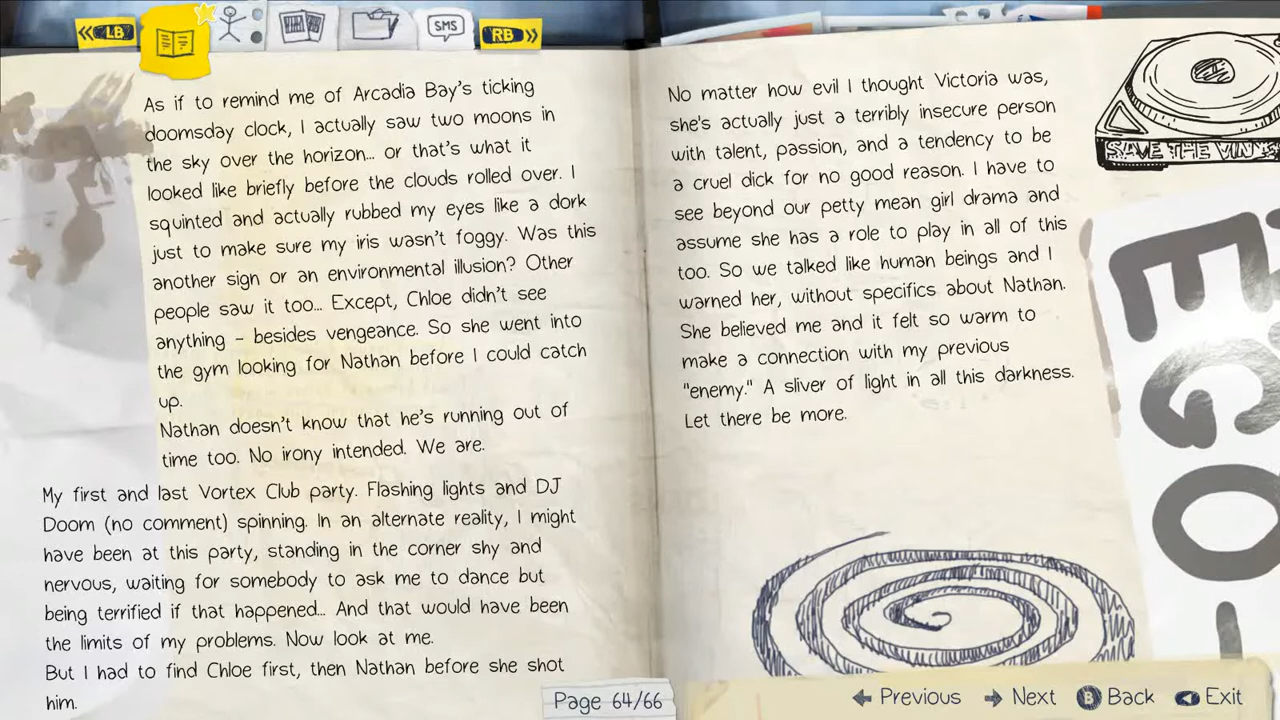 LB
SMS
RB
As if to remind me of Arcadia Bay's ticking
doomsday clock, I actually saw two moons in
the sky over the horizon... or that's what it
looked like briefly before the clouds rolled over. I
squinted and actually rubbed my eyes like a dork
just to make sure my iris wasn't foggy. Was this
another sign or an environmental illusion? Other
people saw it too... Except, Chloe didn't see
anything - besides vengeance. So she went into
the gym looking for Nathan before I could catch
up.
Nathan doesn't know that he's running out of
time too. No irony intended. We are.
My first and last Vortex Club party. Flashing lights and DJ
Doom (no comment) spinning. In an alternate reality, I might
have been at this party, standing in the corner shy and
nervous, waiting for somebody to ask me to dance but
being terrified if that happened... And that would have been
the limits of my problems. Now look at me.
But I had to find Chloe first, then Nathan before she shot
him.
No matter how evil I thought Victoria was,
she's actually just a terribly insecure person
with talent, passion, and a tendency to be
a cruel dick for no good reason. I have to
see beyond our petty mean girl drama and
assume she has a role to play in all of this
too. So we talked like human beings and I
warned her, without specifics about Nathan.
She believed me and it felt so warm to
make a connection with my previous
"enemy." A sliver of light in all this darkness.
Let there be more.
SAVE THE VINY
EGO-
Page 64/66
Previous
Next
B Back
Exit